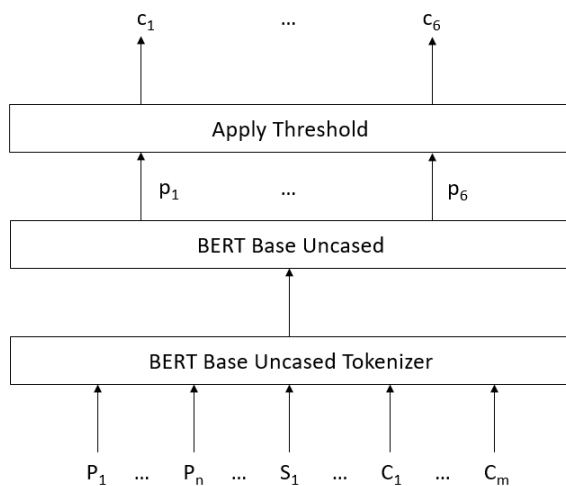 c₁ ... c₆
Apply Threshold
p₁ ... p₆
BERT Base Uncased
BERT Base Uncased Tokenizer
P₁ ... Pₙ ... S₁ ... C₁ ... Cₘ